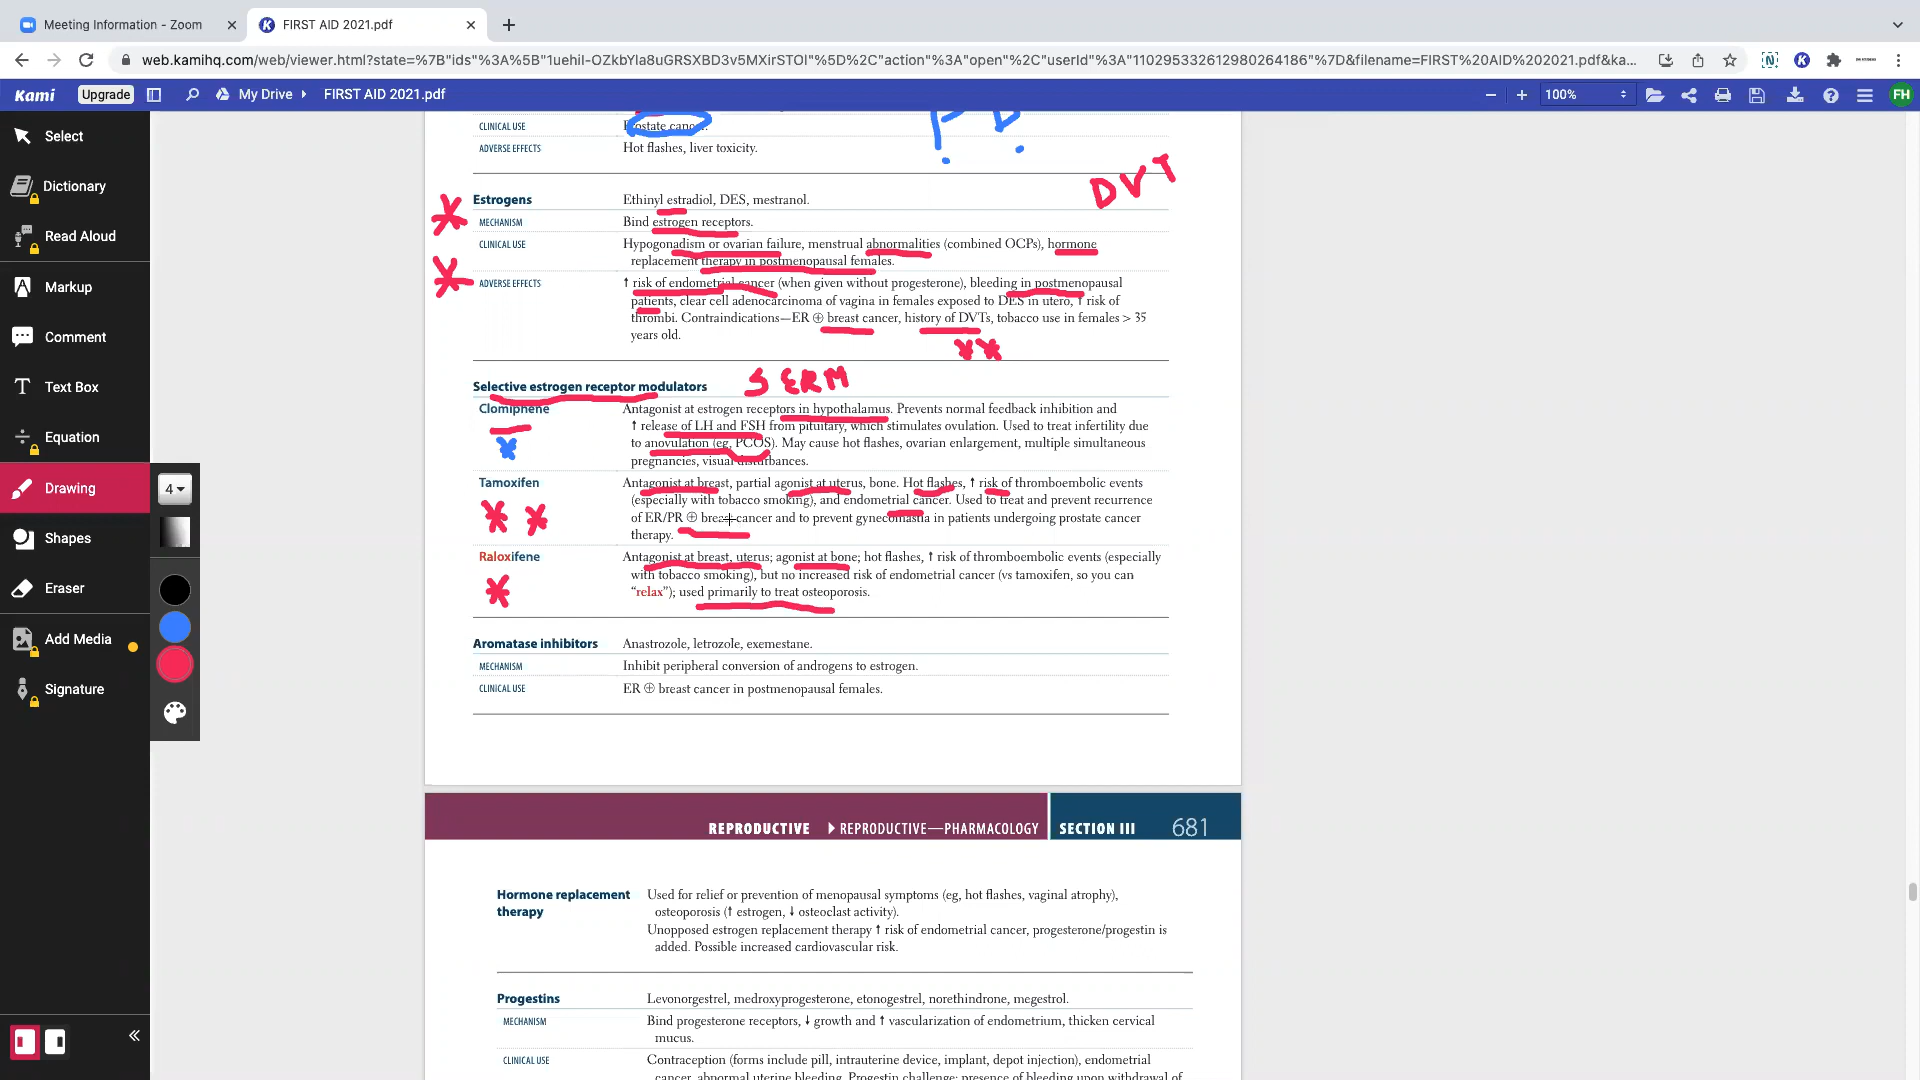 Meeting Information - Zoom
FIRST AID 2021.pdf
web.kamihq.com/web/viewer.html?state=%7B"ids"%3A%5B"1uehiI-OZkbYla8uGRSXBD3v5MXirSTOI"%5D%2C"action"%3A"open"%2C"userId"%3A"110295332612980264186"%7D&filename=FIRST%20AID%202021.pdf&ka...
Kami Upgrade My Drive FIRST AID 2021.pdf 100% FH
Select
Dictionary
Read Aloud
Markup
Comment
Text Box
Equation
Drawing
4
Shapes
Eraser
Add Media
Signature
CLINICAL USE Prostate cancer.
ADVERSE EFFECTS Hot flashes, liver toxicity.
DVT
Estrogens Ethinyl estradiol, DES, mestranol.
MECHANISM Bind estrogen receptors.
CLINICAL USE Hypogonadism or ovarian failure, menstrual abnormalities (combined OCPs), hormone
replacement therapy in postmenopausal females.
ADVERSE EFFECTS ↑ risk of endometrial cancer (when given without progesterone), bleeding in postmenopausal
patients, clear cell adenocarcinoma of vagina in females exposed to DES in utero, ↑ risk of
thrombi. Contraindications—ER ⊕ breast cancer, history of DVTs, tobacco use in females > 35
years old.
Selective estrogen receptor modulators SERM
Clomiphene Antagonist at estrogen receptors in hypothalamus. Prevents normal feedback inhibition and
↑ release of LH and FSH from pituitary, which stimulates ovulation. Used to treat infertility due
to anovulation (eg, PCOS). May cause hot flashes, ovarian enlargement, multiple simultaneous
pregnancies, visual disturbances.
Tamoxifen Antagonist at breast, partial agonist at uterus, bone. Hot flashes, ↑ risk of thromboembolic events
(especially with tobacco smoking), and endometrial cancer. Used to treat and prevent recurrence
of ER/PR ⊕ breast cancer and to prevent gynecomastia in patients undergoing prostate cancer
therapy.
Raloxifene Antagonist at breast, uterus; agonist at bone; hot flashes, ↑ risk of thromboembolic events (especially
with tobacco smoking), but no increased risk of endometrial cancer (vs tamoxifen, so you can
“relax”); used primarily to treat osteoporosis.
Aromatase inhibitors Anastrozole, letrozole, exemestane.
MECHANISM Inhibit peripheral conversion of androgens to estrogen.
CLINICAL USE ER ⊕ breast cancer in postmenopausal females.
REPRODUCTIVE REPRODUCTIVE—PHARMACOLOGY SECTION III 681
Hormone replacement Used for relief or prevention of menopausal symptoms (eg, hot flashes, vaginal atrophy),
therapy osteoporosis (↑ estrogen, ↓ osteoclast activity).
Unopposed estrogen replacement therapy ↑ risk of endometrial cancer, progesterone/progestin is
added. Possible increased cardiovascular risk.
Progestins Levonorgestrel, medroxyprogesterone, etonogestrel, norethindrone, megestrol.
MECHANISM Bind progesterone receptors, ↓ growth and ↑ vascularization of endometrium, thicken cervical
mucus.
CLINICAL USE Contraception (forms include pill, intrauterine device, implant, depot injection), endometrial
cancer, abnormal uterine bleeding. Progestin challenge: presence of bleeding upon withdrawal of